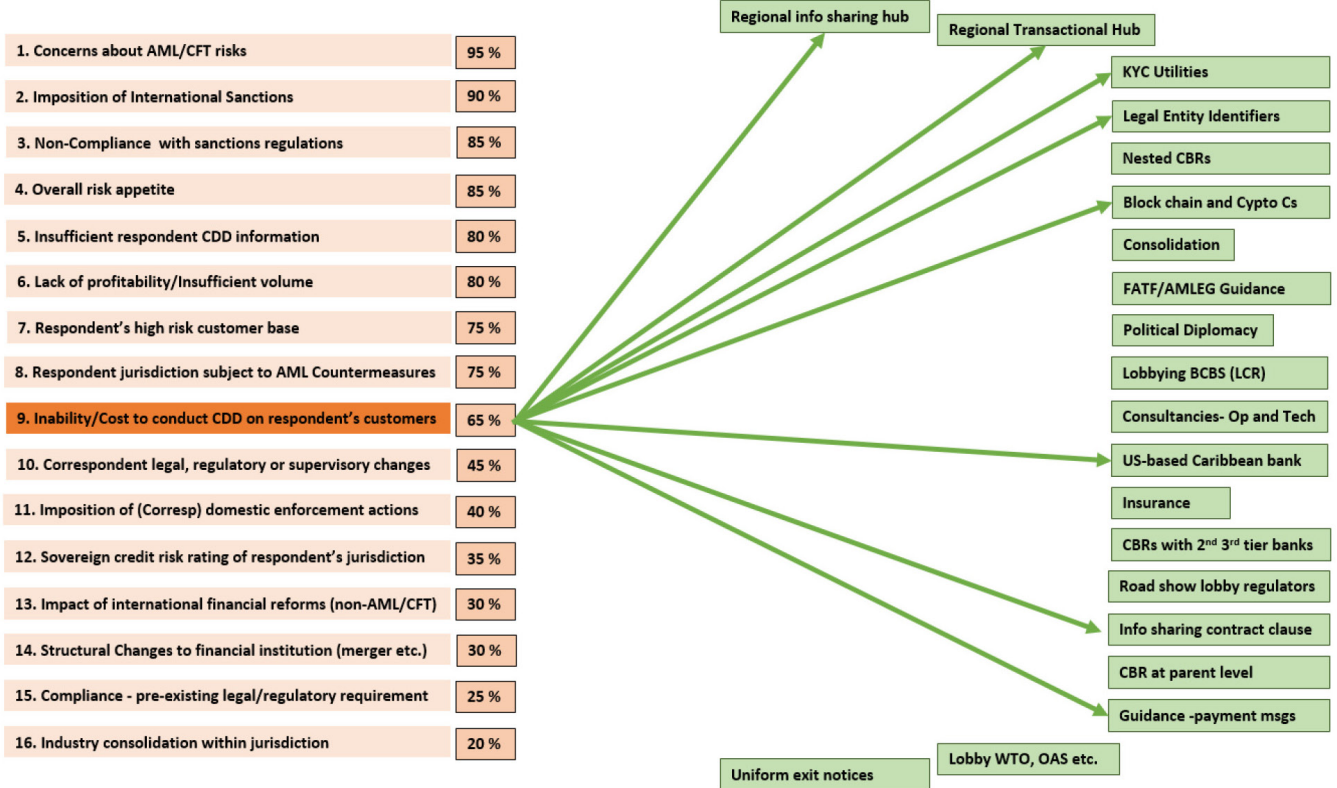 Regional info sharing hub
Regional Transactional Hub
1. Concerns about AML/CFT risks 95 %
2. Imposition of International Sanctions 90 %
3. Non-Compliance with sanctions regulations 85 %
4. Overall risk appetite 85 %
5. Insufficient respondent CDD information 80 %
6. Lack of profitability/Insufficient volume 80 %
7. Respondent's high risk customer base 75 %
8. Respondent jurisdiction subject to AML Countermeasures 75 %
9. Inability/Cost to conduct CDD on respondent's customers 65 %
10. Correspondent legal, regulatory or supervisory changes 45 %
11. Imposition of (Corresp) domestic enforcement actions 40 %
12. Sovereign credit risk rating of respondent's jurisdiction 35 %
13. Impact of international financial reforms (non-AML/CFT) 30 %
14. Structural Changes to financial institution (merger etc.) 30 %
15. Compliance - pre-existing legal/regulatory requirement 25 %
16. Industry consolidation within jurisdiction 20 %
KYC Utilities
Legal Entity Identifiers
Nested CBRs
Block chain and Cypto Cs
Consolidation
FATF/AMLEG Guidance
Political Diplomacy
Lobbying BCBS (LCR)
Consultancies- Op and Tech
US-based Caribbean bank
Insurance
CBRs with 2nd 3rd tier banks
Road show lobby regulators
Info sharing contract clause
CBR at parent level
Guidance -payment msgs
Lobby WTO, OAS etc.
Uniform exit notices